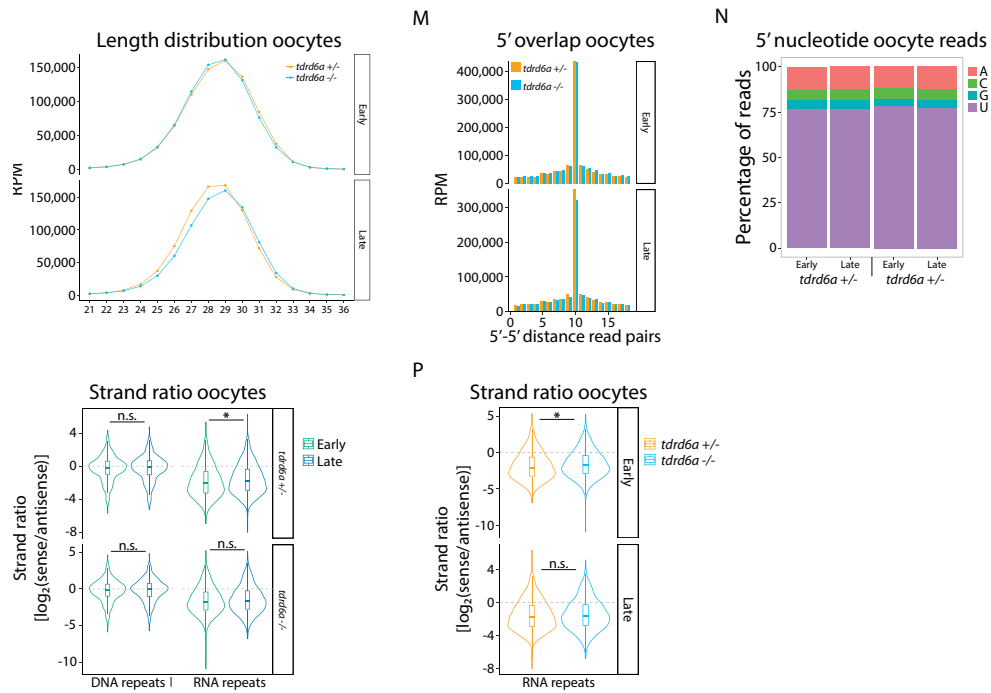 Length distribution oocytes
150,000
100,000
50,000
0
tdrd6a +/-
tdrd6a -/-
Early
RPM
150,000
100,000
50,000
0
Late
21 22 23 24 25 26 27 28 29 30 31 32 33 34 35 36
M
5′ overlap oocytes
400,000
300,000
200,000
100,000
0
tdrd6a +/-
tdrd6a -/-
Early
RPM
300,000
200,000
100,000
0
Late
0 5 10 15
5′-5′ distance read pairs
N
5′ nucleotide oocyte reads
Percentage of reads
100
75
50
25
0
A
C
G
U
Early Late Early Late
tdrd6a +/- tdrd6a +/-
Strand ratio oocytes
Strand ratio
[log2(sense/antisense)]
4
0
-4
-8
n.s.
*
tdrd6a +/-
Early
Late
5
0
-5
-10
n.s.
n.s.
tdrd6a -/-
DNA repeats RNA repeats
P
Strand ratio oocytes
Strand ratio
[log2(sense/antisense)]
5
0
-5
-10
*
Early
tdrd6a +/-
tdrd6a -/-
4
0
-4
-8
n.s.
Late
RNA repeats